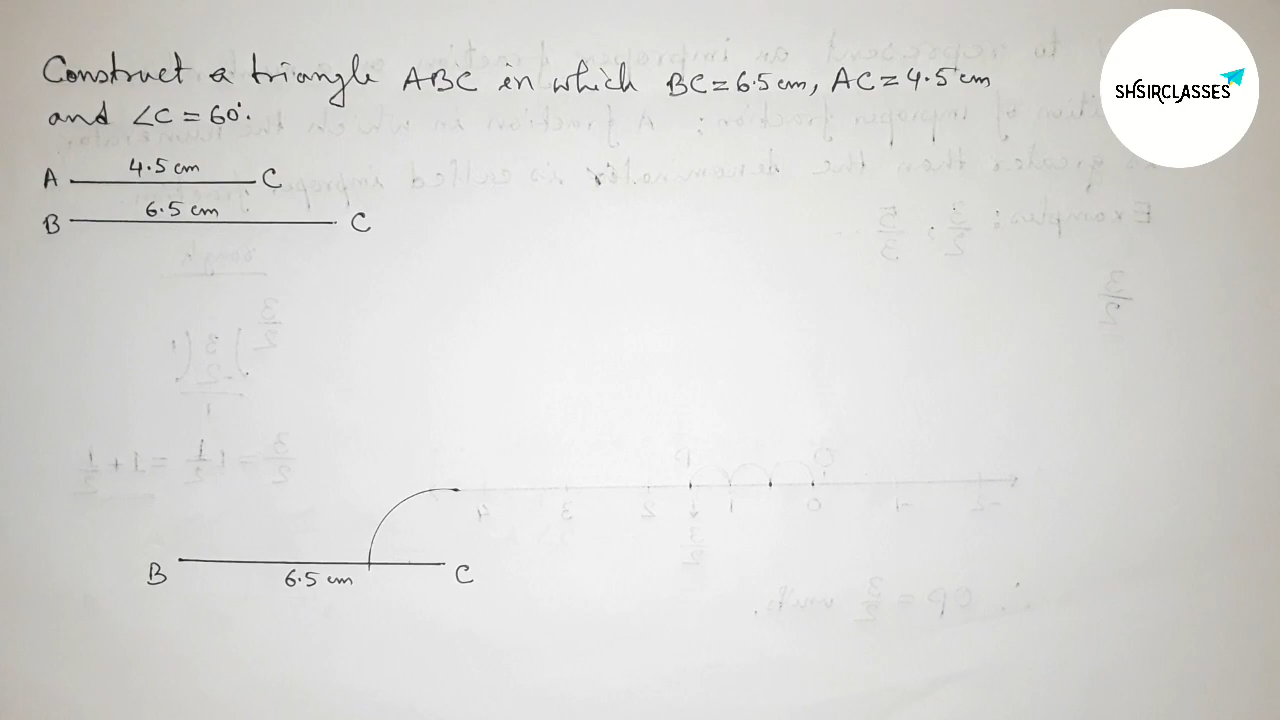 Construct a triangle ABC in which BC = 6.5 cm, AC = 4.5 cm
and ∠C = 60°.
A 4.5 cm C
B 6.5 cm C
B 6.5 cm C
SHSIRCLASSES